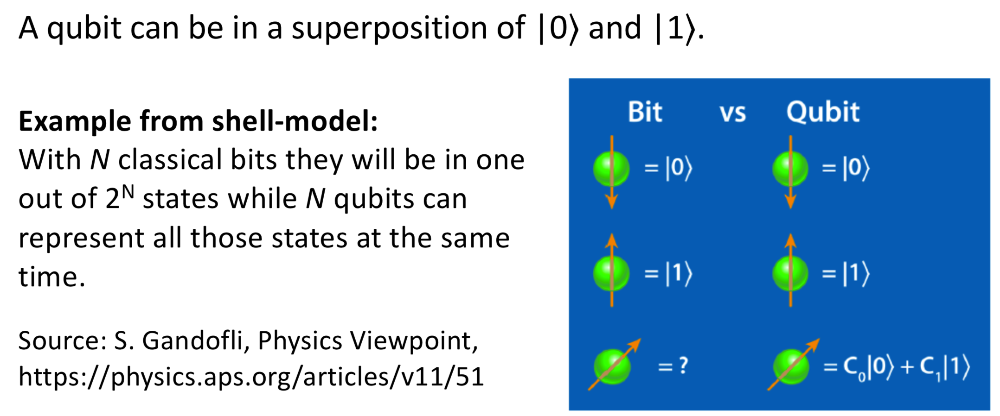 A qubit can be in a superposition of |0⟩ and |1⟩.
Example from shell-model:
With N classical bits they will be in one
out of 2ᴺ states while N qubits can
represent all those states at the same
time.
Source: S. Gandofli, Physics Viewpoint,
https://physics.aps.org/articles/v11/51
Bit vs Qubit
= |0⟩ = |0⟩
= |1⟩ = |1⟩
= ? = C₀|0⟩ + C₁|1⟩